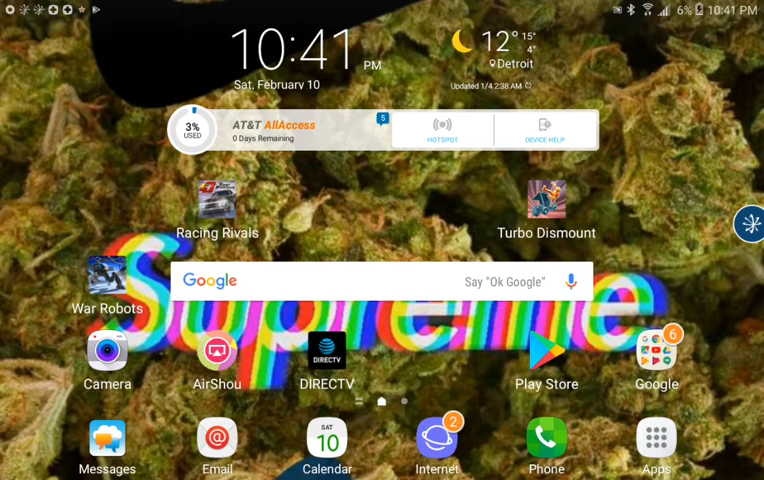 6% 10:41 PM
10:41 PM
Sat, February 10
12° 15°
4°
Detroit
Updated 1/4 2:38 AM
3%
USED
AT&T AllAccess
0 Days Remaining
5
HOTSPOT
DEVICE HELP
Racing Rivals
Turbo Dismount
Google
Say "Ok Google"
War Robots
Supreme
6
Camera
AirShou
DIRECTV
DIRECTV
Play Store
Google
SAT
10
2
Messages
Email
Calendar
Internet
Phone
Apps